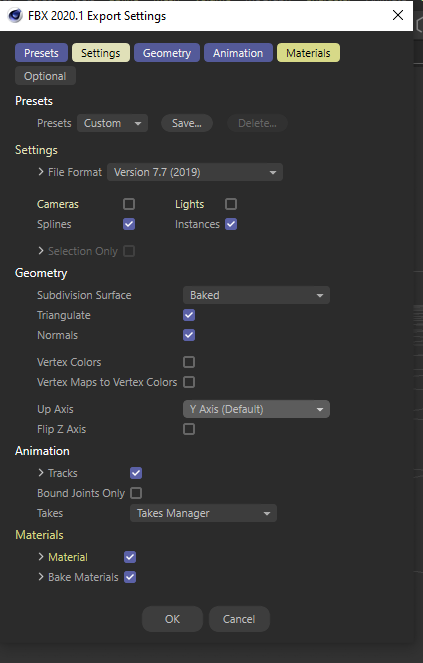 FBX 2020.1 Export Settings
Presets Settings Geometry Animation Materials
Optional
Presets
Presets Custom Save... Delete...
Settings
File Format Version 7.7 (2019)
Cameras Lights
Splines Instances
Selection Only
Geometry
Subdivision Surface Baked
Triangulate
Normals
Vertex Colors
Vertex Maps to Vertex Colors
Up Axis Y Axis (Default)
Flip Z Axis
Animation
Tracks
Bound Joints Only
Takes Takes Manager
Materials
Material
Bake Materials
OK Cancel